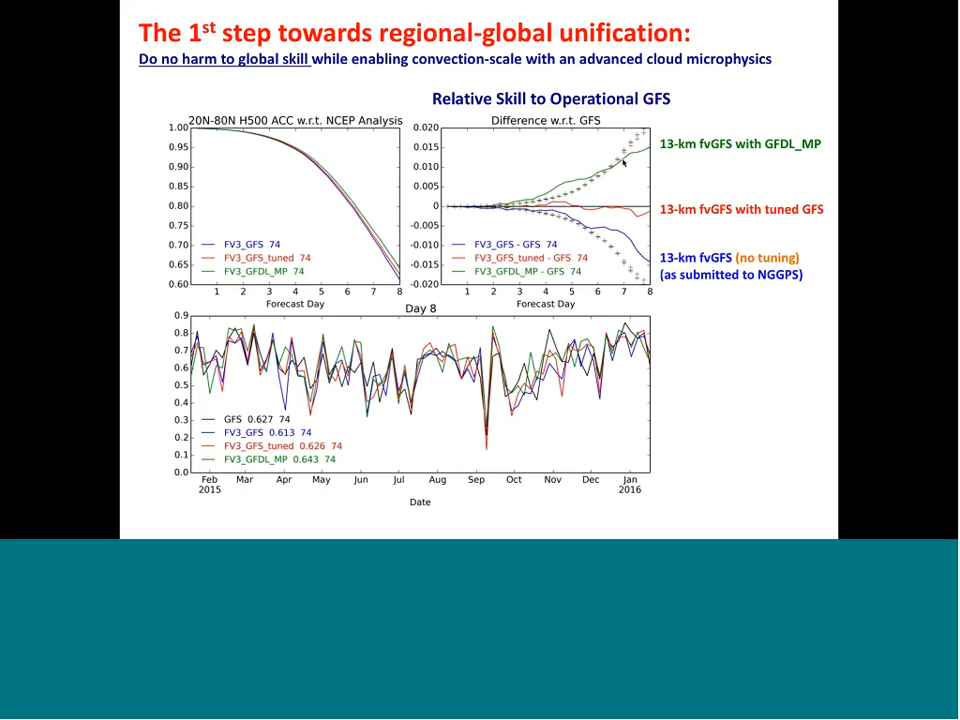 The 1st step towards regional-global unification:
Do no harm to global skill while enabling convection-scale with an advanced cloud microphysics
Relative Skill to Operational GFS
20N-80N H500 ACC w.r.t. NCEP Analysis
1.00
0.95
0.90
0.85
0.80
0.75
0.70
0.65
0.60
FV3_GFS 74
FV3_GFS_tuned 74
FV3_GFDL_MP 74
1 2 3 4 5 6 7 8
Forecast Day
Difference w.r.t. GFS
0.020
0.015
0.010
0.005
0
-0.005
-0.010
-0.015
-0.020
FV3_GFS - GFS 74
FV3_GFS_tuned - GFS 74
FV3_GFDL_MP - GFS 74
1 2 3 4 5 6 7 8
Forecast Day
13-km fvGFS with GFDL_MP
13-km fvGFS with tuned GFS
13-km fvGFS (no tuning)
(as submitted to NGGPS)
Day 8
0.9
0.8
0.7
0.6
0.5
0.4
0.3
0.2
0.1
0.0
GFS 0.627 74
FV3_GFS 0.613 74
FV3_GFS_tuned 0.626 74
FV3_GFDL_MP 0.643 74
Feb Mar Apr May Jun Jul Aug Sep Oct Nov Dec Jan
2015 2016
Date